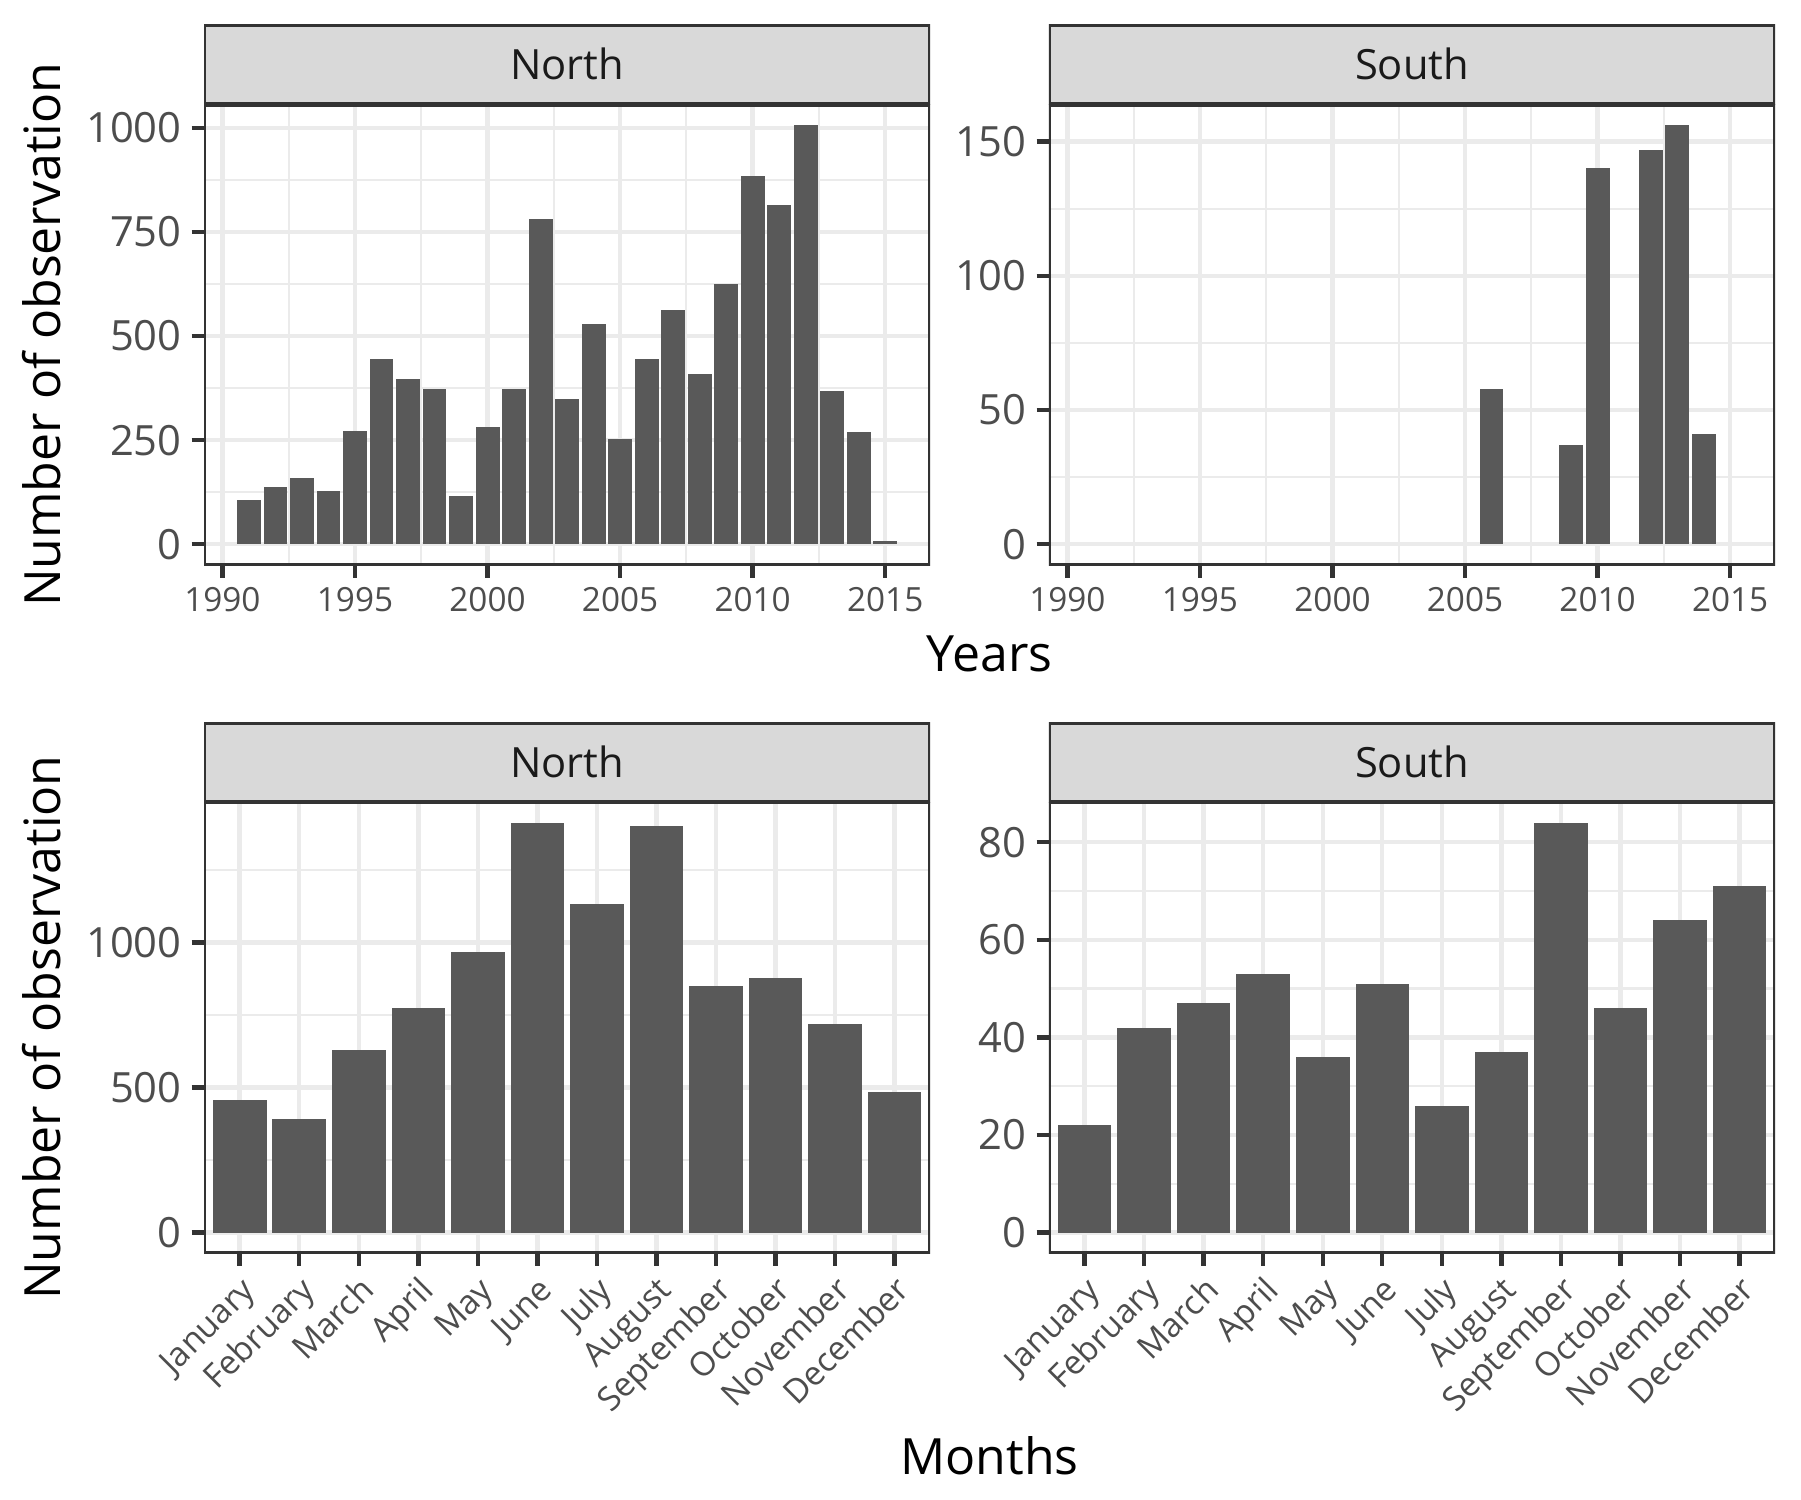 North
South
Number of observation
1000
750
500
250
0
150
100
50
0
1990 1995 2000 2005 2010 2015
1990 1995 2000 2005 2010 2015
Years
North
South
Number of observation
1000
500
0
80
60
40
20
0
January February March April May June July August September October November December
January February March April May June July August September October November December
Months